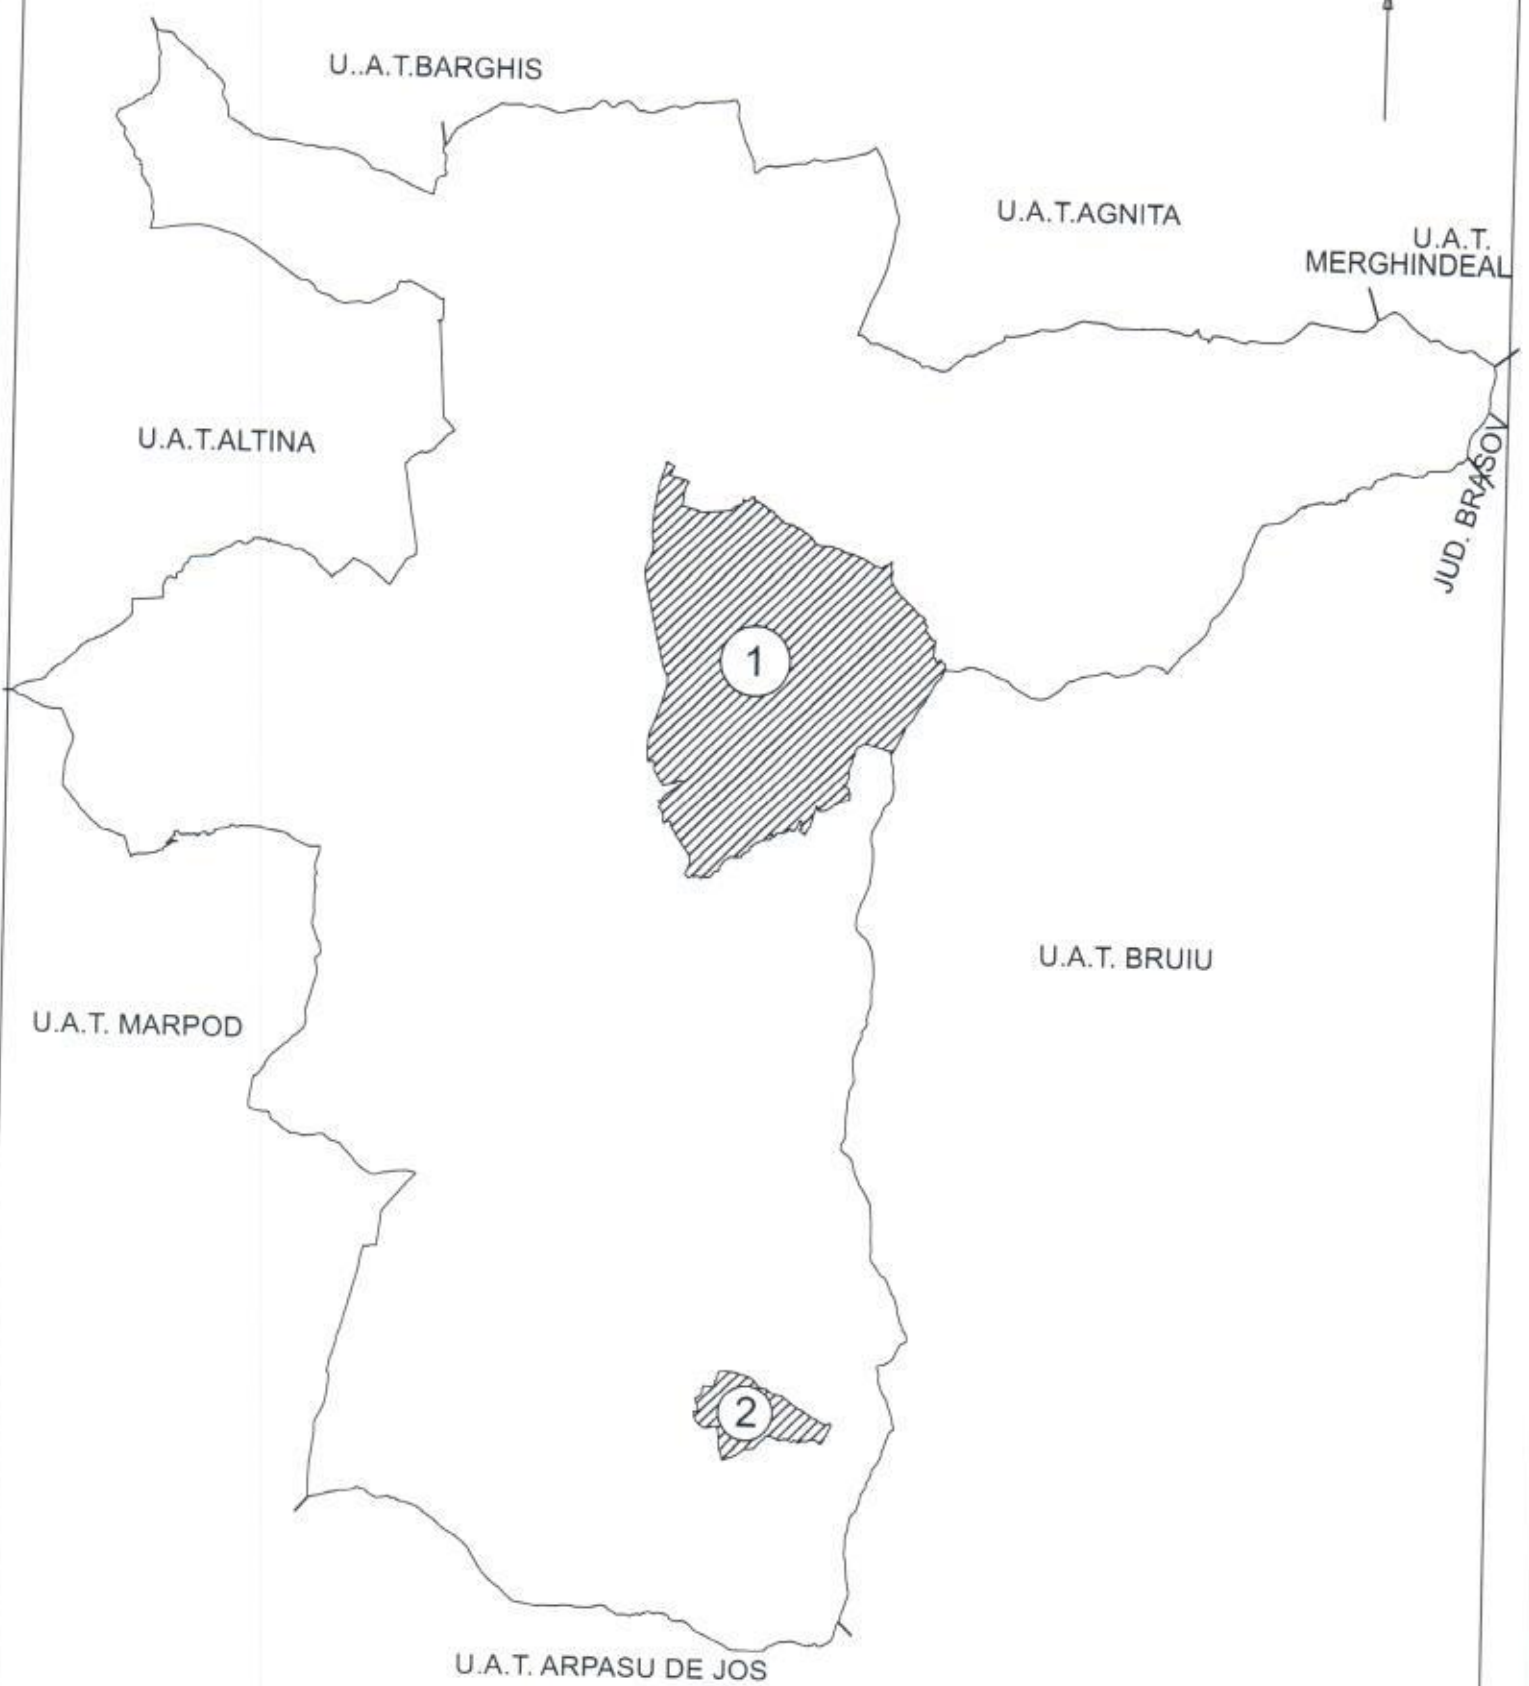 U..A.T.BARGHIS
U.A.T.AGNITA
U.A.T.
MERGHINDEAL
U.A.T.ALTINA
JUD. BRASOV
1
U.A.T. BRUIU
U.A.T. MARPOD
2
U.A.T. ARPASU DE JOS